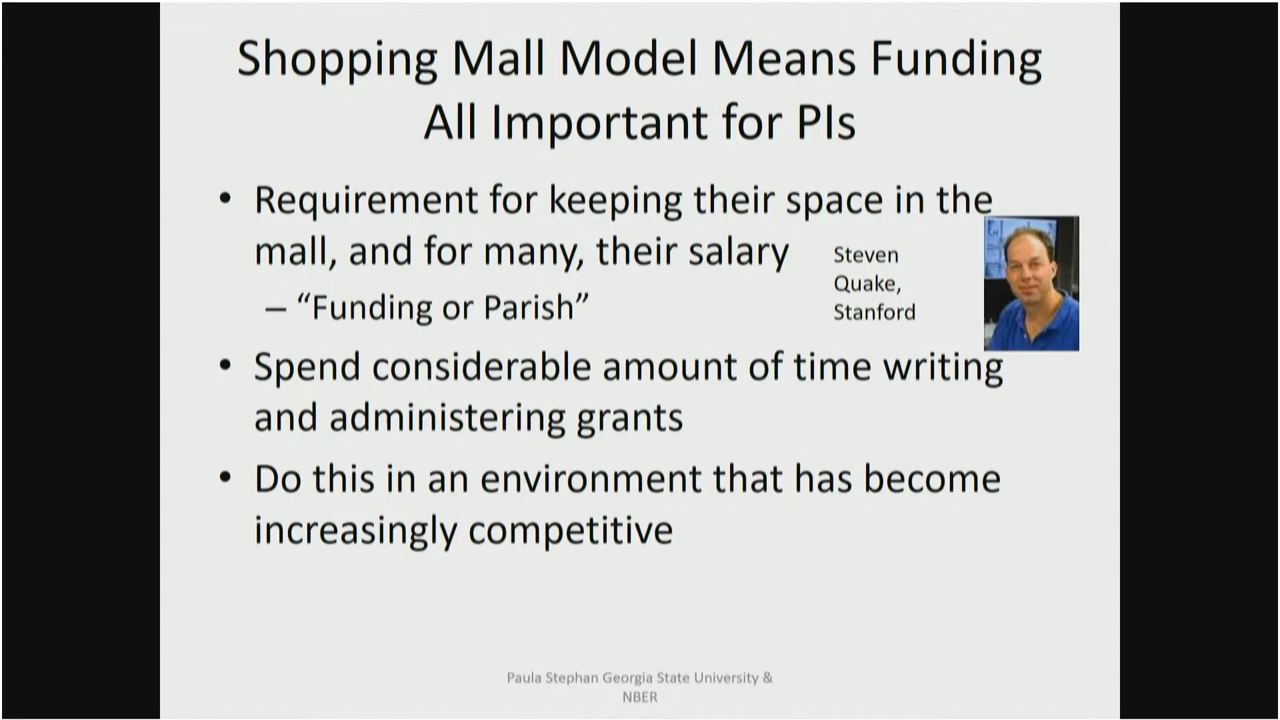 Shopping Mall Model Means Funding
All Important for PIs
• Requirement for keeping their space in the
mall, and for many, their salary
– “Funding or Parish”
Steven
Quake,
Stanford
• Spend considerable amount of time writing
and administering grants
• Do this in an environment that has become
increasingly competitive
Paula Stephan Georgia State University &
NBER